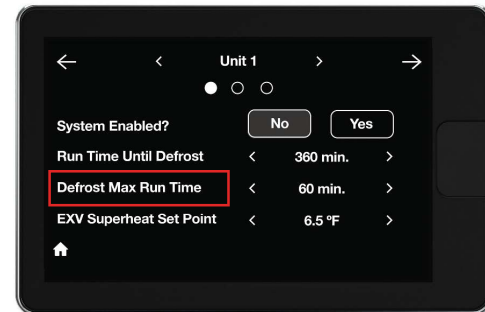 Unit 1
System Enabled? No Yes
Run Time Until Defrost < 360 min. >
Defrost Max Run Time < 60 min. >
EXV Superheat Set Point < 6.5 ºF >